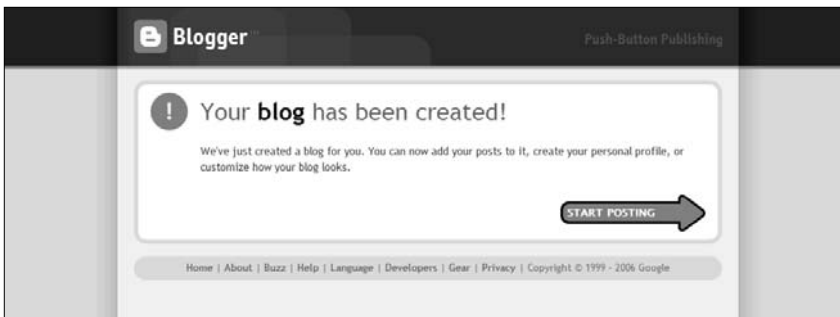 Blogger™
Push-Button Publishing
Your blog has been created!
We've just created a blog for you. You can now add your posts to it, create your personal profile, or
customize how your blog looks.
START POSTING
Home | About | Buzz | Help | Language | Developers | Gear | Privacy | Copyright © 1999 - 2006 Google